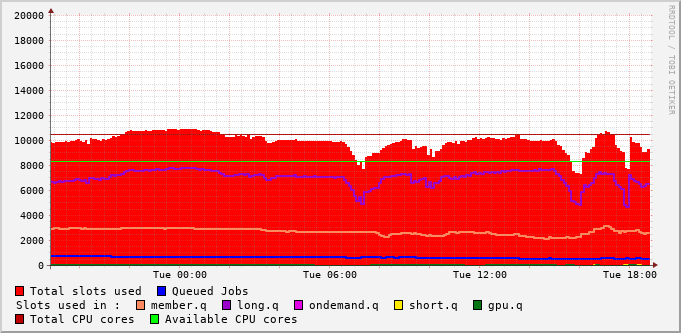 RRDTOOL / TOBI OETIKER
20000
18000
16000
14000
12000
10000
8000
6000
4000
2000
0
Tue 00:00 Tue 06:00 Tue 12:00 Tue 18:00
Total slots used Queued Jobs
Slots used in : member.q long.q ondemand.q short.q gpu.q
Total CPU cores Available CPU cores